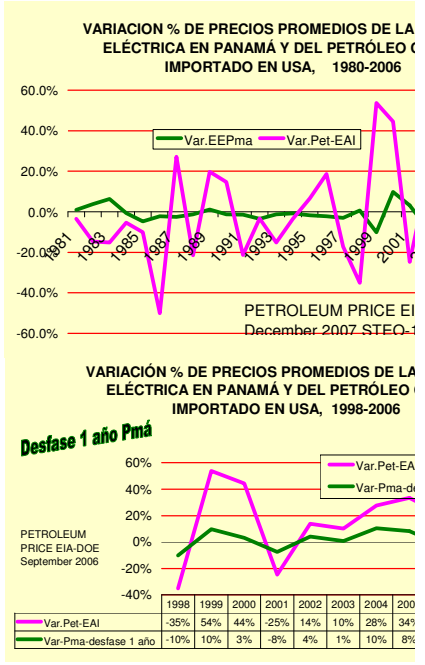 VARIACION % DE PRECIOS PROMEDIOS DE LA
ELÉCTRICA EN PANAMÁ Y DEL PETRÓLEO
IMPORTADO EN USA, 1980-2006
60.0%
40.0%
Var.EEPma Var.Pet-EAI
20.0%
0.0%
1981 1983 1985 1987 1989 1991 1993 1995 1997 1999 2001
-20.0%
-40.0%
PETROLEUM PRICE EI
December 2007 STEO-1
-60.0%
VARIACIÓN % DE PRECIOS PROMEDIOS DE LA
ELÉCTRICA EN PANAMÁ Y DEL PETRÓLEO
IMPORTADO EN USA, 1998-2006
Desfase 1 año Pmá
60%
Var.Pet-EA
40%
Var-Pma-de
20%
PETROLEUM
PRICE EIA-DOE
September 2006
0%
-20%
-40%
1998 1999 2000 2001 2002 2003 2004 200
Var.Pet-EAI -35% 54% 44% -25% 14% 10% 28% 34%
Var-Pma-desfase 1 año -10% 10% 3% -8% 4% 1% 10% 8%